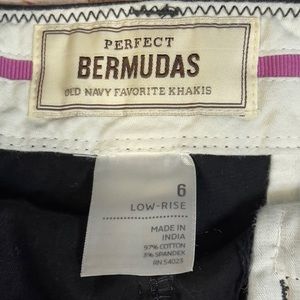 PERFECT
BERMUDAS
OLD NAVY FAVORITE KHAKIS
6
LOW-RISE
MADE IN
INDIA
97% COTTON
3% SPANDEX
RN 54023